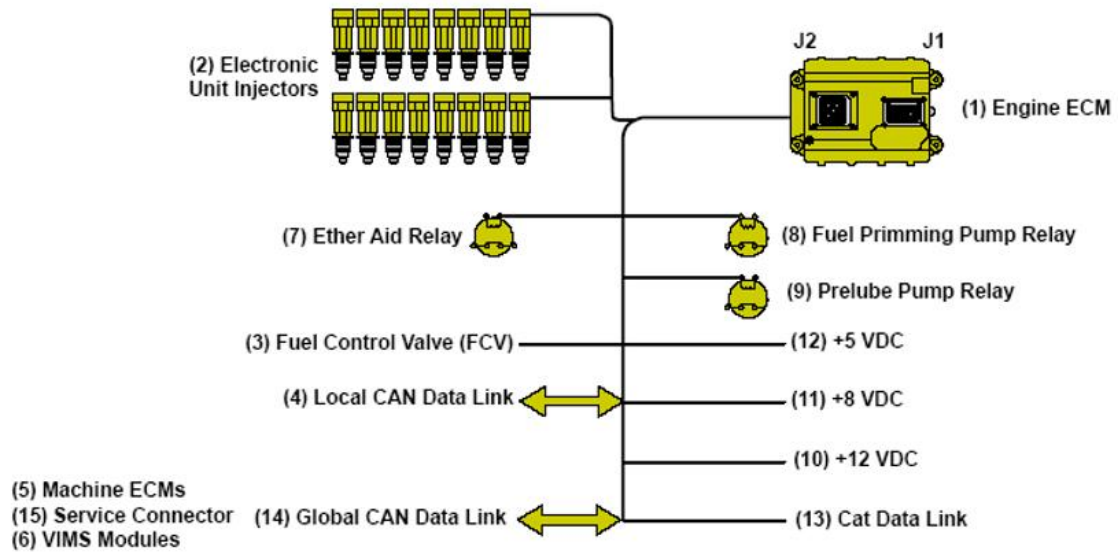 J2 J1
(2) Electronic
Unit Injectors
(1) Engine ECM
(7) Ether Aid Relay
(8) Fuel Primming Pump Relay
(9) Prelube Pump Relay
(3) Fuel Control Valve (FCV)
(12) +5 VDC
(4) Local CAN Data Link
(11) +8 VDC
(10) +12 VDC
(5) Machine ECMs
(15) Service Connector
(6) VIMS Modules
(14) Global CAN Data Link
(13) Cat Data Link